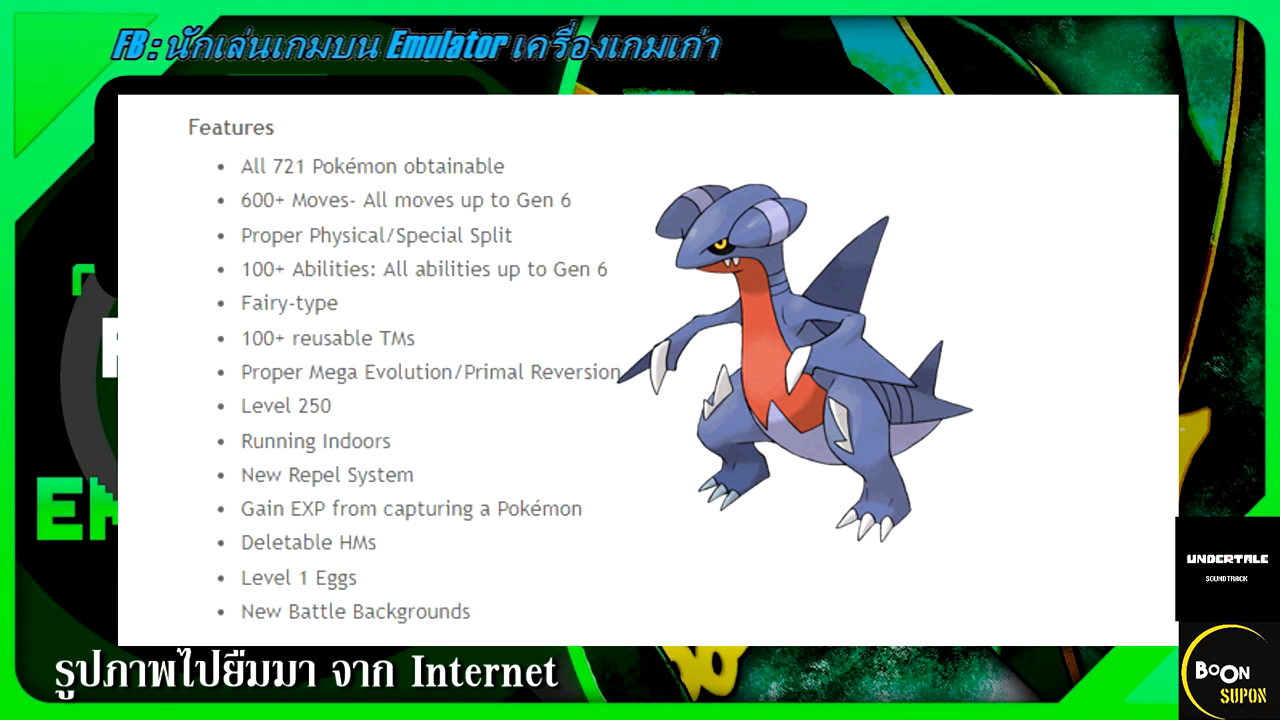 FB : นักเล่นเกมบน Emulator เครื่องเกมเก่า
Features
• All 721 Pokémon obtainable
• 600+ Moves- All moves up to Gen 6
• Proper Physical/Special Split
• 100+ Abilities: All abilities up to Gen 6
• Fairy-type
• 100+ reusable TMs
• Proper Mega Evolution/Primal Reversion
• Level 250
• Running Indoors
• New Repel System
• Gain EXP from capturing a Pokémon
• Deletable HMs
• Level 1 Eggs
• New Battle Backgrounds
EM
UNDERTALE
SOUNDTRACK
BOON
SUPON
รูปภาพไปยืมมา จาก Internet